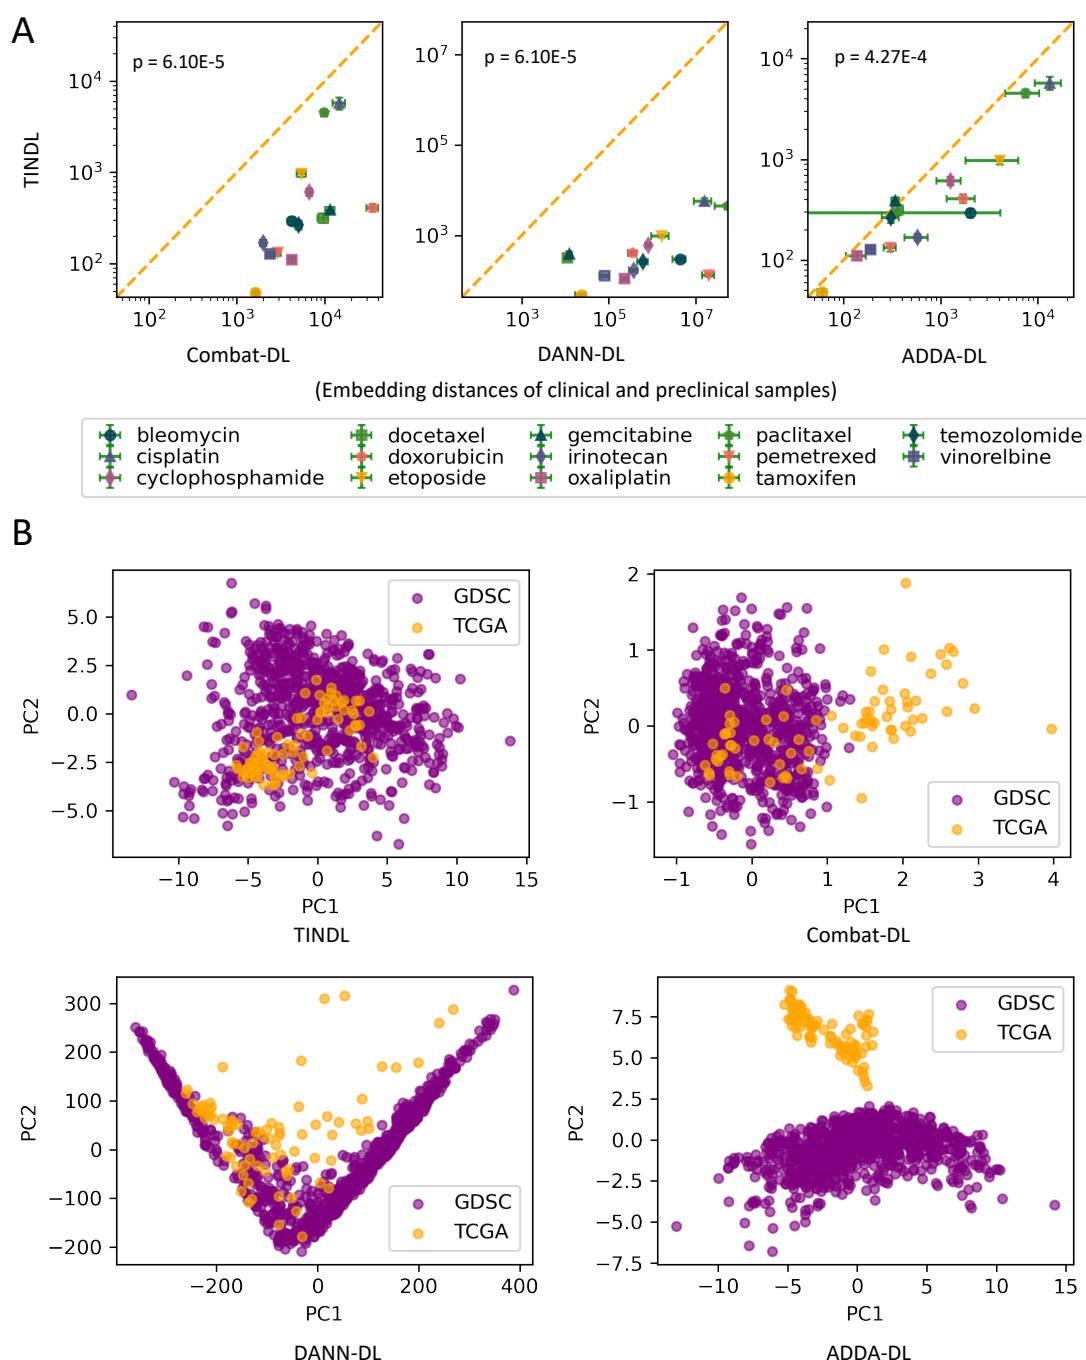 A
p = 6.10E-5
p = 6.10E-5
p = 4.27E-4
TINDL
10^4
10^3
10^2
10^7
10^5
10^3
10^4
10^3
10^2
10^2 10^3 10^4
10^3 10^5 10^7
10^2 10^3 10^4
Combat-DL
DANN-DL
ADDA-DL
(Embedding distances of clinical and preclinical samples)
bleomycin docetaxel gemcitabine paclitaxel temozolomide
cisplatin doxorubicin irinotecan pemetrexed vinorelbine
cyclophosphamide etoposide oxaliplatin tamoxifen
B
GDSC
TCGA
5.0
2.5
0.0
−2.5
−5.0
PC2
−10 −5 0 5 10 15
PC1
TINDL
2
1
0
−1
PC2
GDSC
TCGA
−1 0 1 2 3 4
PC1
Combat-DL
300
200
100
0
−100
−200
PC2
GDSC
TCGA
−200 0 200 400
PC1
DANN-DL
GDSC
TCGA
7.5
5.0
2.5
0.0
−2.5
−5.0
−7.5
PC2
−10 −5 0 5 10 15
PC1
ADDA-DL